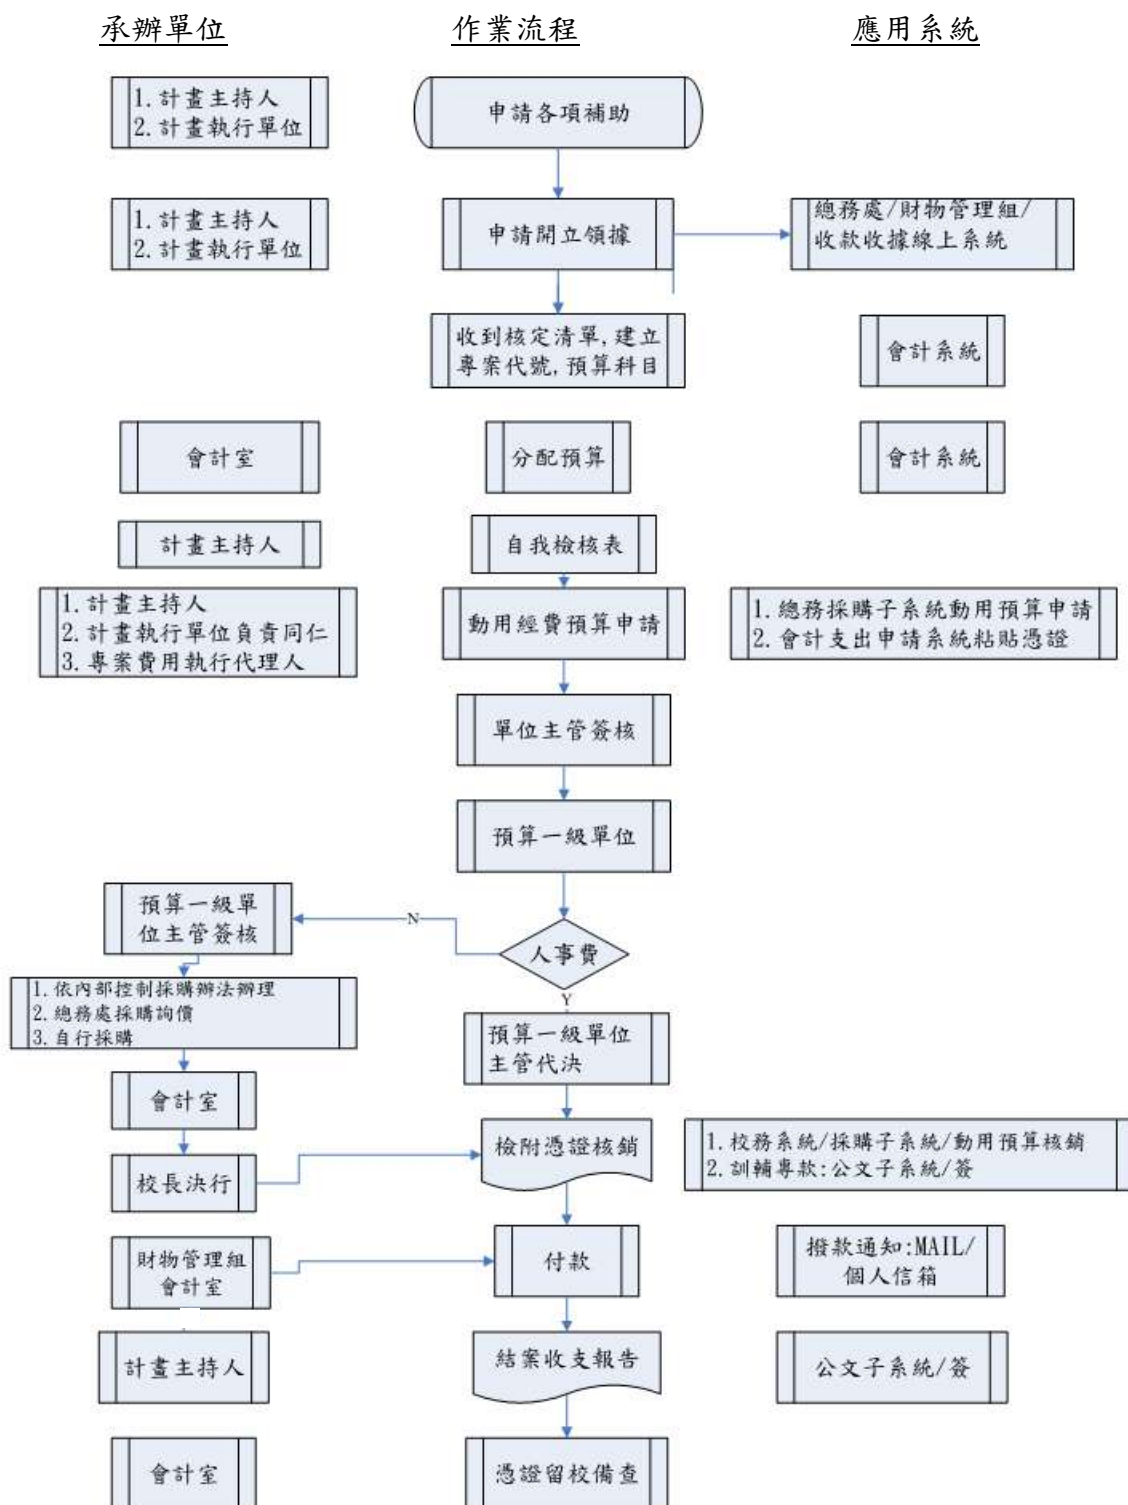 承辦單位
作業流程
應用系統
1.計畫主持人
2.計畫執行單位
申請各項補助
1.計畫主持人
2.計畫執行單位
申請開立領據
總務處/財物管理組/
收款收據線上系統
收到核定清單,建立
專案代號,預算科目
會計系統
會計室
分配預算
會計系統
計畫主持人
自我檢核表
1.計畫主持人
2.計畫執行單位負責同仁
3.專案費用執行代理人
動用經費預算申請
1.總務採購子系統動用預算申請
2.會計支出申請系統粘貼憑證
單位主管簽核
預算一級單位
預算一級單
位主管簽核
N
人事費
Y
1.依內部控制採購辦法辦理
2.總務處採購詢價
3.自行採購
預算一級單位
主管代決
會計室
檢附憑證核銷
1.校務系統/採購子系統/動用預算核銷
2.訓輔專款:公文子系統/簽
校長決行
財物管理組
會計室
付款
撥款通知:MAIL/
個人信箱
計畫主持人
結案收支報告
公文子系統/簽
會計室
憑證留校備查